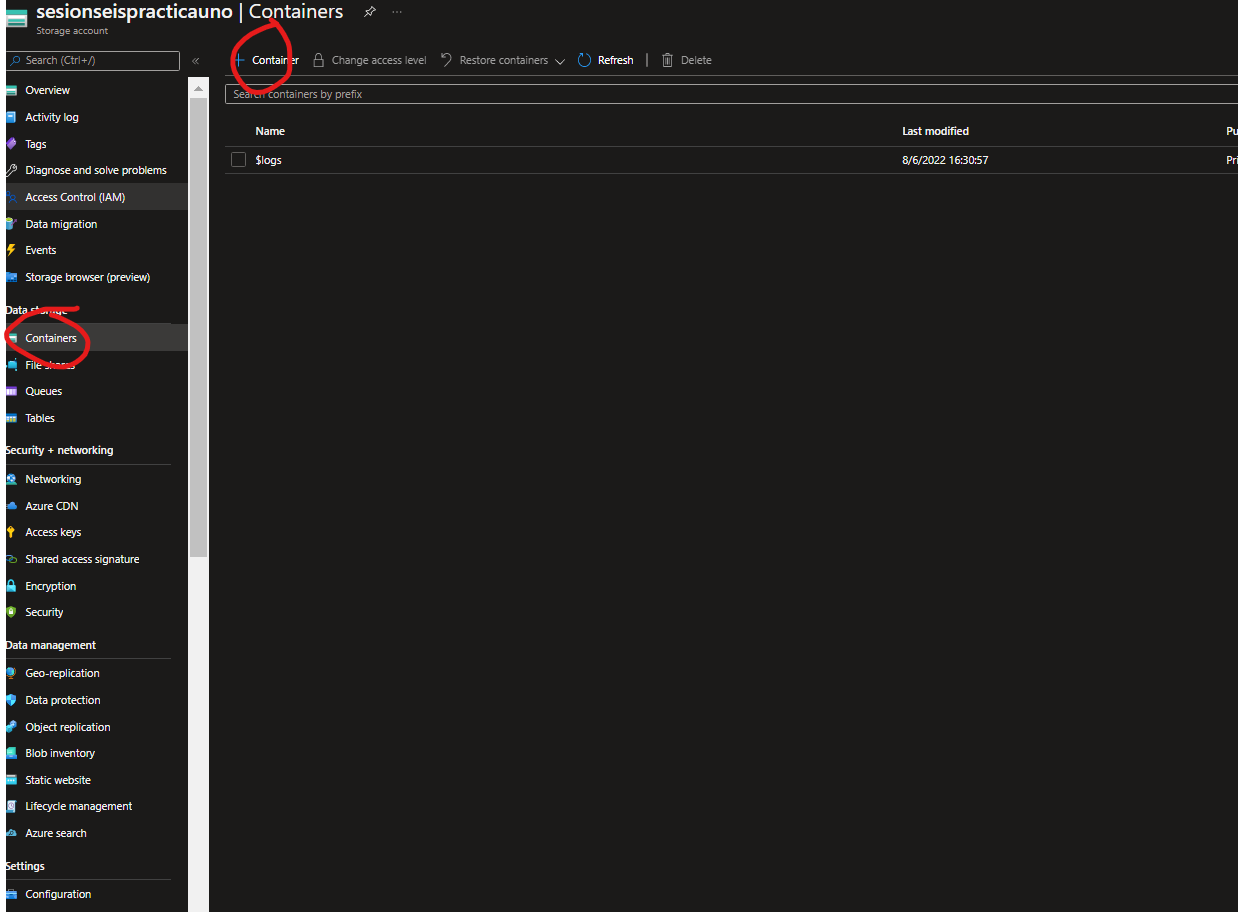 sesionseispracticauno | Containers
Storage account
Search (Ctrl+/)
Overview
Activity log
Tags
Diagnose and solve problems
Access Control (IAM)
Data migration
Events
Storage browser (preview)
Data storage
Containers
File shares
Queues
Tables
Security + networking
Networking
Azure CDN
Access keys
Shared access signature
Encryption
Security
Data management
Geo-replication
Data protection
Object replication
Blob inventory
Static website
Lifecycle management
Azure search
Settings
Configuration
Container Change access level Restore containers Refresh Delete
Search containers by prefix
Name Last modified Pu
$logs 8/6/2022 16:30:57 Pri